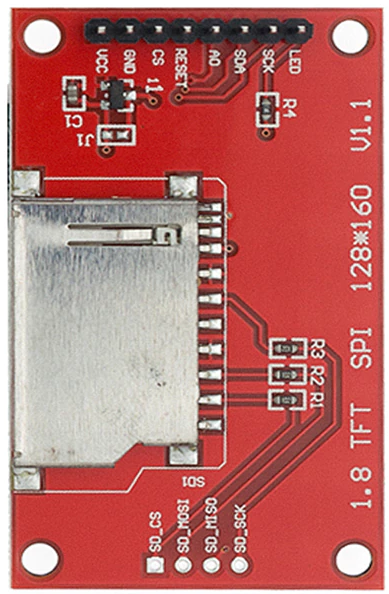 VCC
GND
CS
RESET
A0
SDA
SCK
LED
C1
J1
R4
R3
R2
R1
SD1
SD_CS
SD_MOSI
SD_MISO
SD_SCK
1.8 TFT SPI 128*160 V1.1